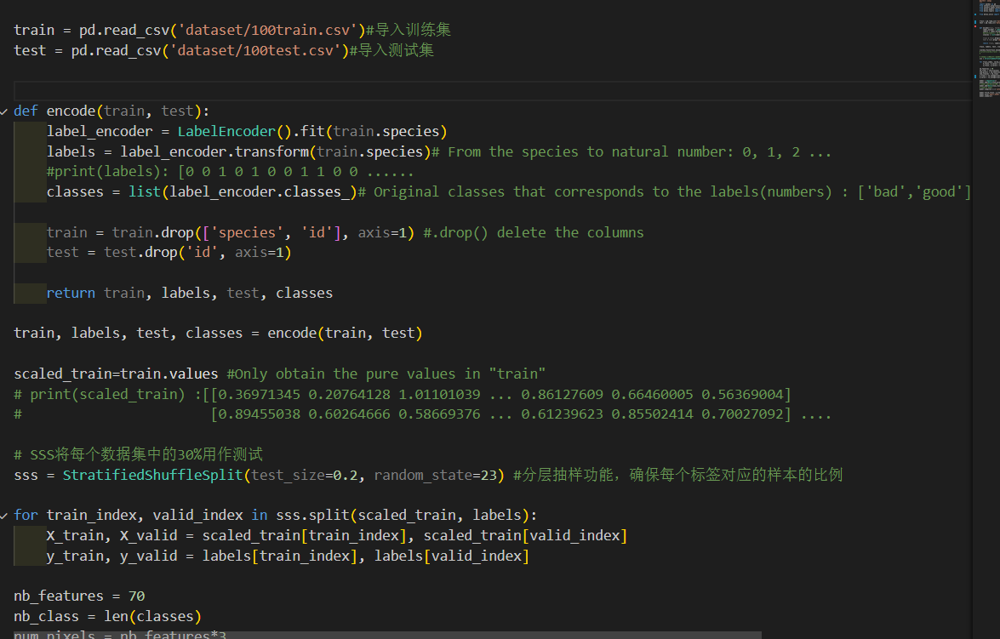 train = pd.read_csv('dataset/100train.csv')#导入训练集
test = pd.read_csv('dataset/100test.csv')#导入测试集
def encode(train, test):
    label_encoder = LabelEncoder().fit(train.species)
    labels = label_encoder.transform(train.species)# From the species to natural number: 0, 1, 2 ...
    #print(labels): [0 0 1 0 1 0 0 1 1 0 0 ......
    classes = list(label_encoder.classes_)# Original classes that corresponds to the labels(numbers) : ['bad','good']
    train = train.drop(['species', 'id'], axis=1) #.drop() delete the columns
    test = test.drop('id', axis=1)
    return train, labels, test, classes
train, labels, test, classes = encode(train, test)
scaled_train=train.values #Only obtain the pure values in "train"
# print(scaled_train) :[[0.36971345 0.20764128 1.01101039 ... 0.86127609 0.66460005 0.56369004]
#                       [0.89455038 0.60264666 0.58669376 ... 0.61239623 0.85502414 0.70027092] ....
# SSS将每个数据集中的30%用作测试
sss = StratifiedShuffleSplit(test_size=0.2, random_state=23) #分层抽样功能，确保每个标签对应的样本的比例
for train_index, valid_index in sss.split(scaled_train, labels):
    X_train, X_valid = scaled_train[train_index], scaled_train[valid_index]
    y_train, y_valid = labels[train_index], labels[valid_index]
nb_features = 70
nb_class = len(classes)
num_pixels = nb_features*3